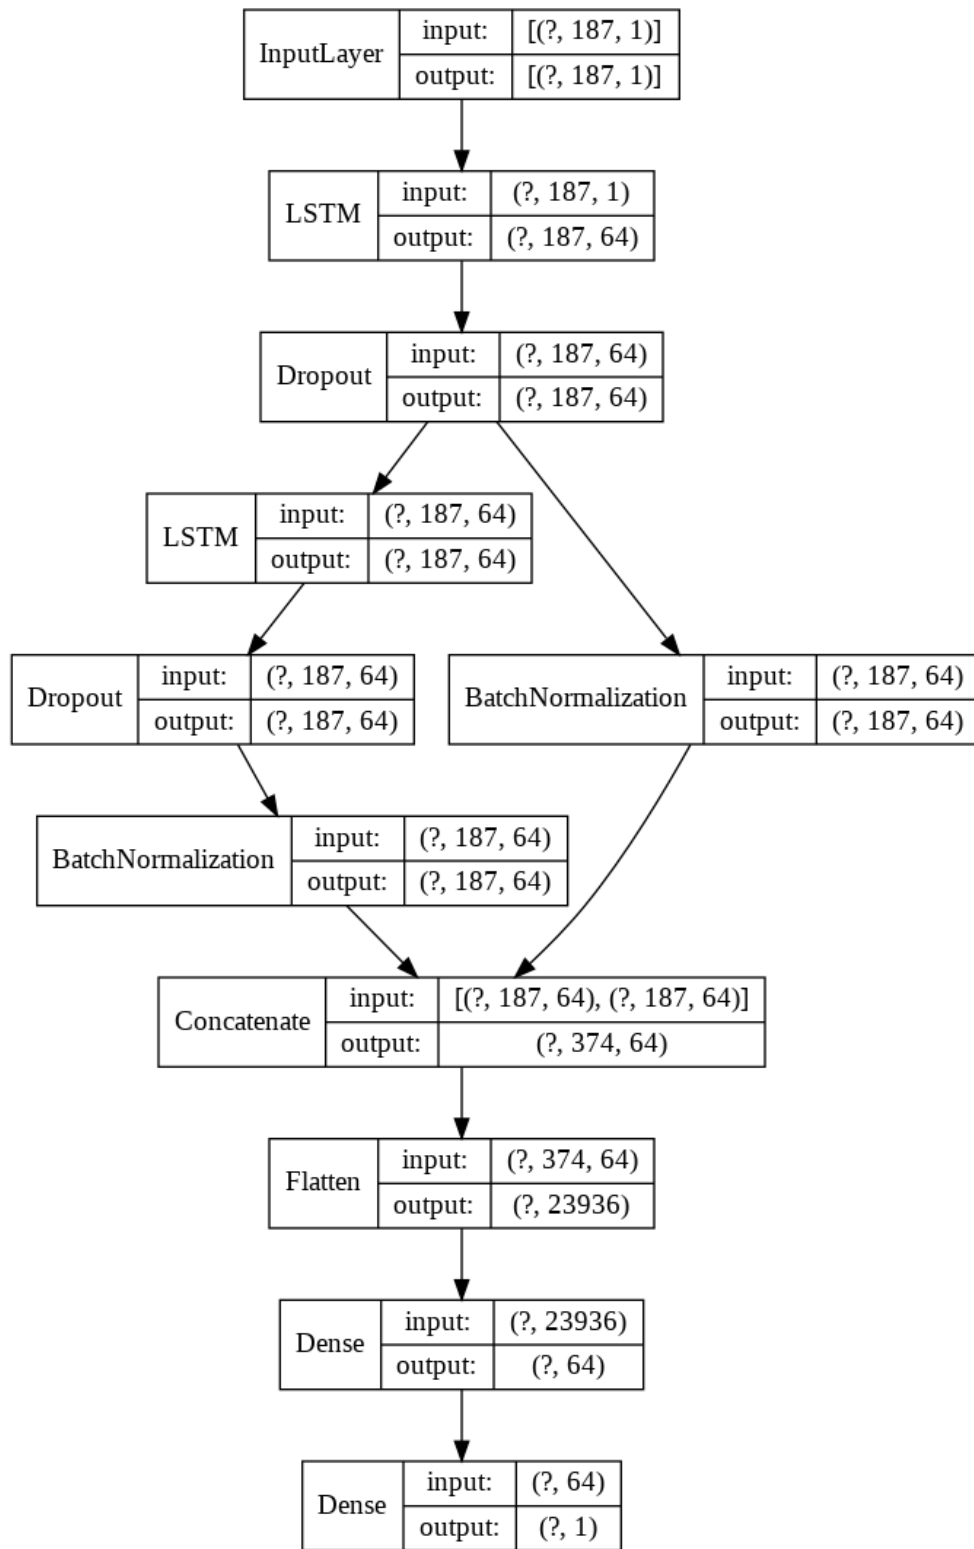 InputLayer input: [(?, 187, 1)]
output: [(?, 187, 1)]
LSTM input: (?, 187, 1)
output: (?, 187, 64)
Dropout input: (?, 187, 64)
output: (?, 187, 64)
LSTM input: (?, 187, 64)
output: (?, 187, 64)
Dropout input: (?, 187, 64)
output: (?, 187, 64)
BatchNormalization input: (?, 187, 64)
output: (?, 187, 64)
BatchNormalization input: (?, 187, 64)
output: (?, 187, 64)
Concatenate input: [(?, 187, 64), (?, 187, 64)]
output: (?, 374, 64)
Flatten input: (?, 374, 64)
output: (?, 23936)
Dense input: (?, 23936)
output: (?, 64)
Dense input: (?, 64)
output: (?, 1)